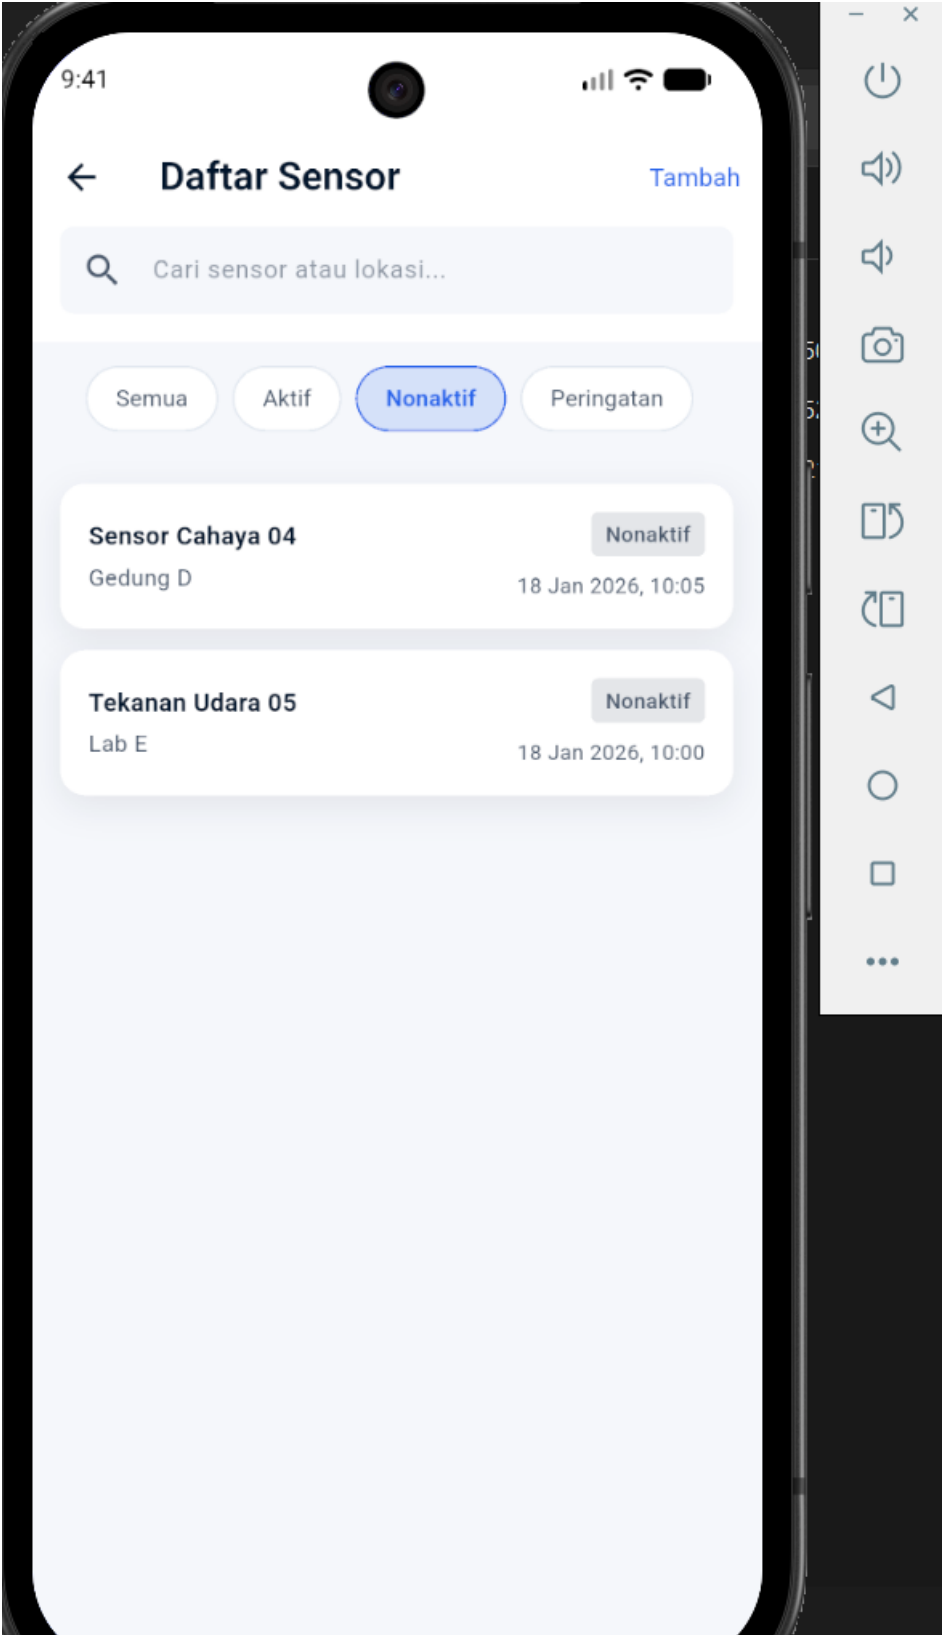 9:41
Daftar Sensor
Tambah
Cari sensor atau lokasi...
Semua
Aktif
Nonaktif
Peringatan
Sensor Cahaya 04
Nonaktif
Gedung D
18 Jan 2026, 10:05
Tekanan Udara 05
Nonaktif
Lab E
18 Jan 2026, 10:00